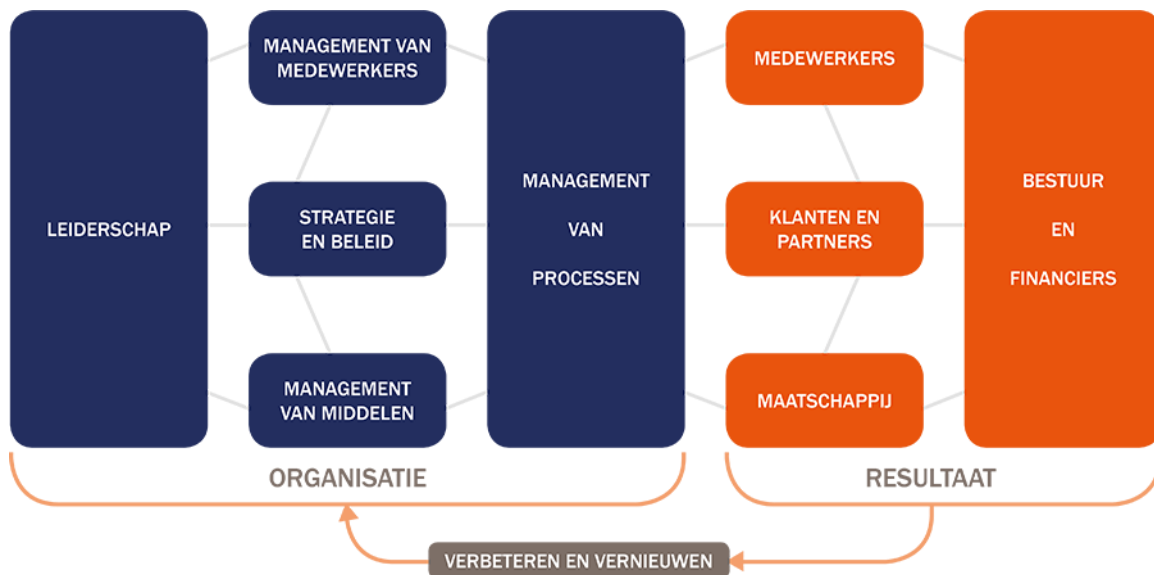 LEIDERSCHAP
MANAGEMENT VAN
MEDEWERKERS
STRATEGIE
EN BELEID
MANAGEMENT
VAN MIDDELEN
MANAGEMENT
VAN
PROCESSEN
MEDEWERKERS
KLANTEN EN
PARTNERS
MAATSCHAPPIJ
BESTUUR
EN
FINANCIERS
ORGANISATIE
RESULTAAT
VERBETEREN EN VERNIEUWEN